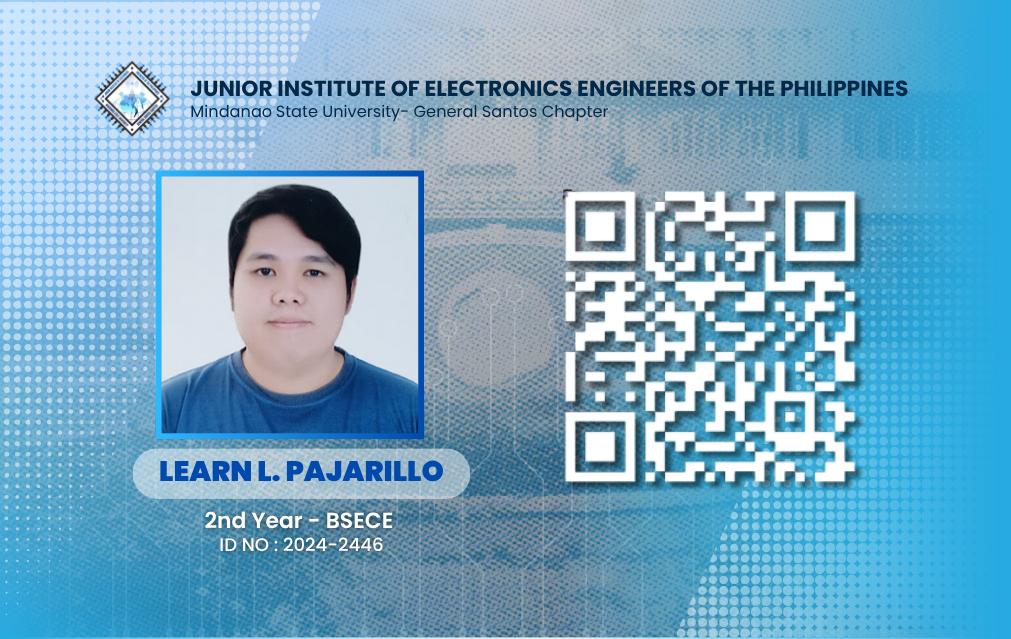 JUNIOR INSTITUTE OF ELECTRONICS ENGINEERS OF THE PHILIPPINES
Mindanao State University- General Santos Chapter
LEARN L. PAJARILLO
2nd Year - BSECE
ID NO : 2024-2446